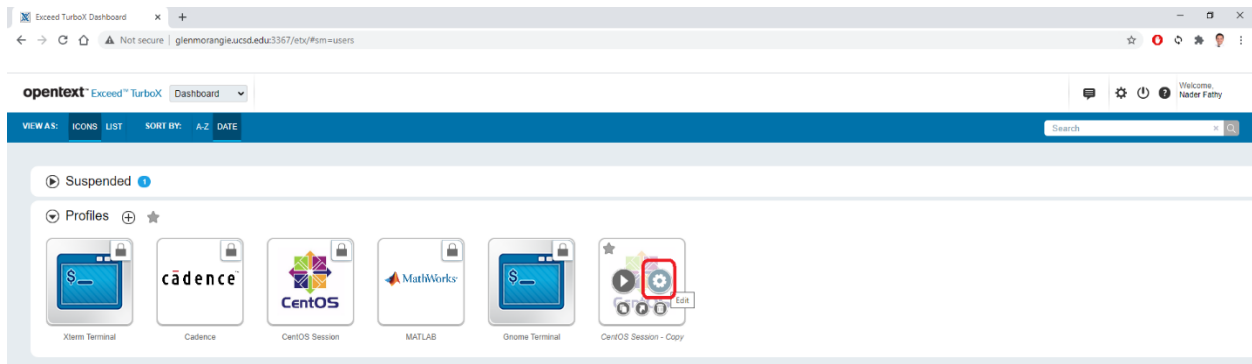 Exceed TurboX Dashboard
Not secure | glenmorangie.ucsd.edu:3367/etx/#sm=users
opentext™ Exceed™ TurboX Dashboard
Welcome,
Nader Fathy
VIEW AS: ICONS LIST SORT BY: A-Z DATE
Search
Suspended 1
Profiles
$_
cādence™
CentOS
MathWorks®
$_
CentOS
Edit
Xterm Terminal
Cadence
CentOS Session
MATLAB
Gnome Terminal
CentOS Session - Copy